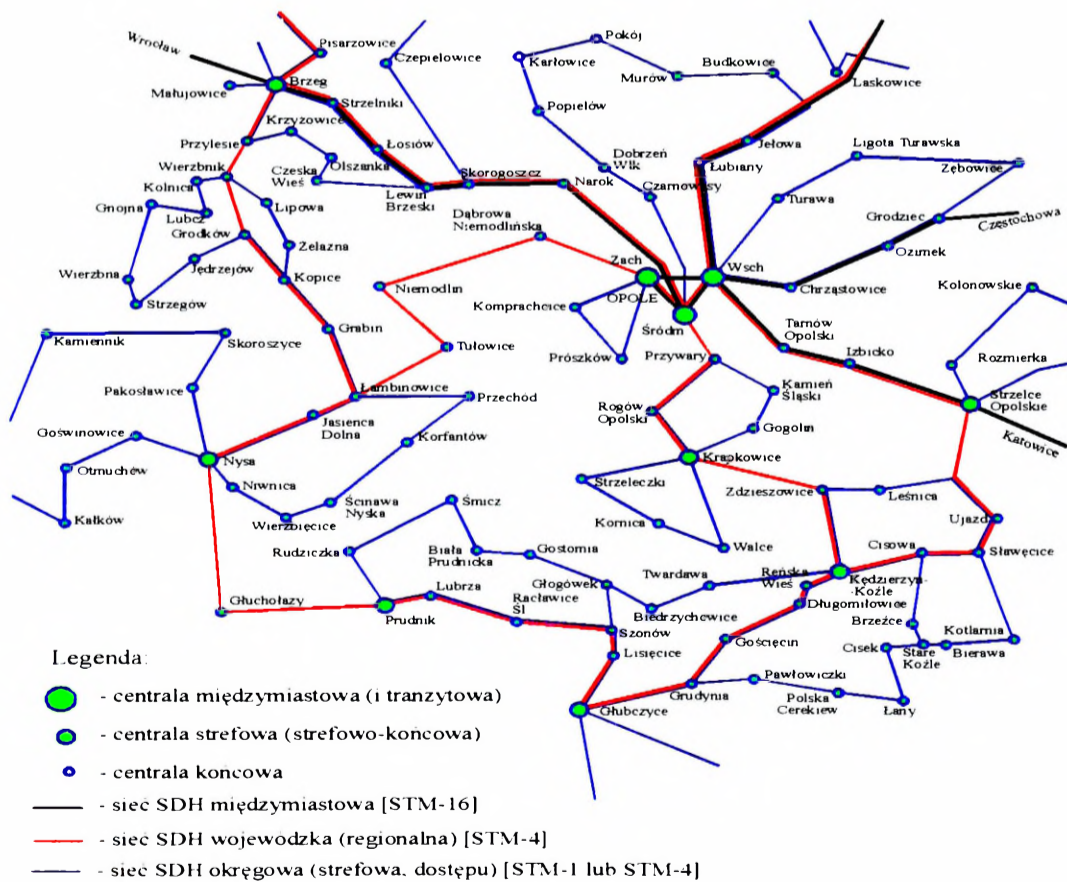 Wrocław
Pisarzowice
Czepielowice
Pokój
Karłowice
Murów
Budkowice
Laskowice
Brzeg
Małujowice
Strzelniki
Popielów
Krzyżowice
Przylesie
Łosiów
Jełowa
Ligota Turawska
Olszanka
Dobrzeń
Wlk
Łubiany
Zębowice
Wierzbnik
Czeska
Wieś
Skorogoszcz
Kolnica
Narok
Czarnowąsy
Lewin
Brzeski
Turawa
Gnojna
Lubcz
Lipowa
Dąbrowa
Niemodlińska
Grodziec
Częstochowa
Grodków
Żelazna
Zach
Wsch
Ozimek
Jędrzejów
Wierzbna
Kopice
Niemodlin
OPOLE
Chrząstowice
Kolonowskie
Strzegów
Komprachcice
Śródm
Grabin
Tarnów
Opolski
Kamiennik
Skoroszyce
Tułowice
Prószków
Przywary
Izbicko
Rozmierka
Pakosławice
Łambinowice
Przechód
Kamień
Śląski
Strzelce
Opolskie
Jasienca
Dolna
Rogów
Opolski
Goświnowice
Korfantów
Gogolin
Katowice
Nysa
Krapkowice
Otmuchów
Niwnica
Strzeleczki
Zdzieszowice
Leśnica
Ścinawa
Nyska
Śmicz
Kałków
Wierzbięcice
Kornica
Ujazd
Rudziczka
Biała
Prudnicka
Gostomia
Walce
Cisowa
Sławęcice
Twardawa
Reńska
Wieś
Kędzierzyn
-Koźle
Głuchołazy
Lubrza
Głogówek
Racławice
Śl
Biedrzychowice
Długomiłowice
Brzeźce
Prudnik
Szonów
Gościęcin
Kotlarnia
Cisek
Stare
Koźle
Bierawa
Lisięcice
Pawłowiczki
Grudynia
Polska
Cerekiew
Łany
Głubczyce
Legenda:
- centrala międzymiastowa (i tranzytowa)
- centrala strefowa (strefowo-końcowa)
- centrala końcowa
- siec SDH międzymiastowa [STM-16]
- siec SDH wojewódzka (regionalna) [STM-4]
- siec SDH okręgowa (strefowa, dostępu) [STM-1 lub STM-4]